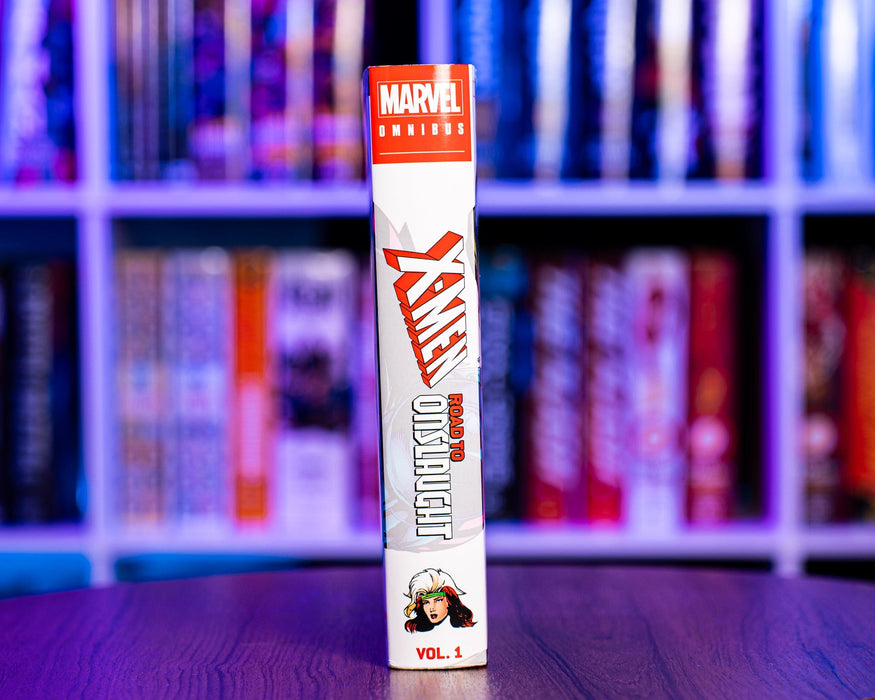 MARVEL
OMNIBUS
X-MEN
ROAD TO
ONSLAUGHT
VOL. 1